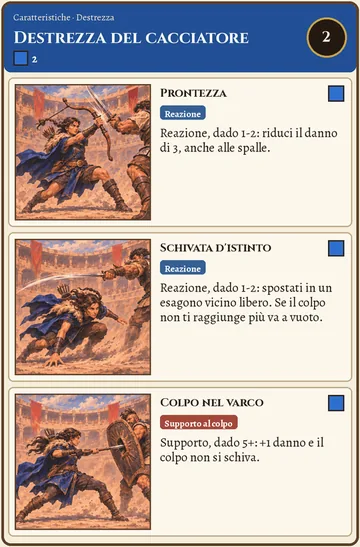 Caratteristiche · Destrezza
Destrezza del cacciatore
2
2
Prontezza
Reazione
Reazione, dado 1-2: riduci il danno
di 3, anche alle spalle.
Schivata d'istinto
Reazione
Reazione, dado 1-2: spostati in un
esagono vicino libero. Se il colpo
non ti raggiunge più va a vuoto.
Colpo nel varco
Supporto al colpo
Supporto, dado 5+: +1 danno e il
colpo non si schiva.